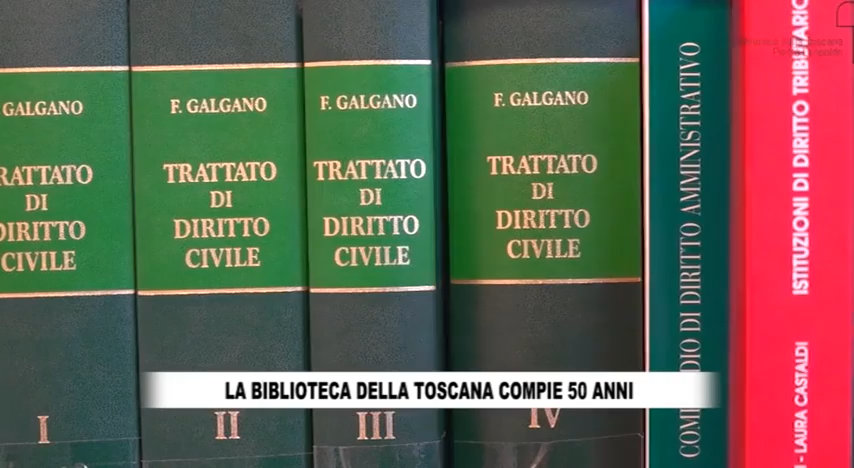 GALGANO
RATTATO
DI
DIRITTO
CIVILE
I
F. GALGANO
TRATTATO
DI
DIRITTO
CIVILE
II
F. GALGANO
TRATTATO
DI
DIRITTO
CIVILE
III
F. GALGANO
TRATTATO
DI
DIRITTO
CIVILE
IV
DIO DI DIRITTO AMMINISTRATIVO
- LAURA CASTALDI
ISTITUZIONI DI DIRITTO TRIBUTARIO
LA BIBLIOTECA DELLA TOSCANA COMPIE 50 ANNI